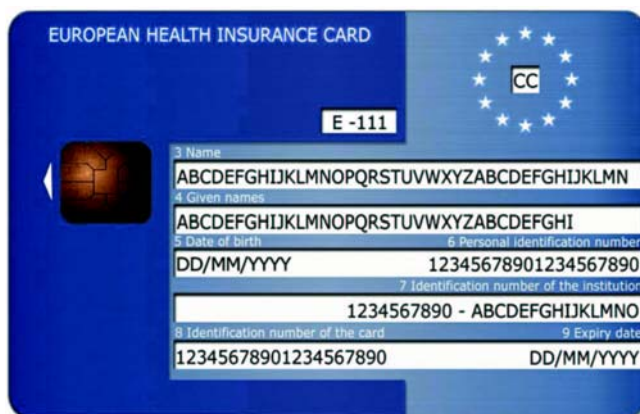 EUROPEAN HEALTH INSURANCE CARD
CC
E -111
3 Name
ABCDEFGHIJKLMNOPQRSTUVWXYZABCDEFGHIJKLMN
4 Given names
ABCDEFGHIJKLMNOPQRSTUVWXYZABCDEFGHI
5 Date of birth 6 Personal identification number
DD/MM/YYYY 12345678901234567890
7 Identification number of the institution
1234567890 - ABCDEFGHIJKLMNO
8 Identification number of the card 9 Expiry date
12345678901234567890 DD/MM/YYYY